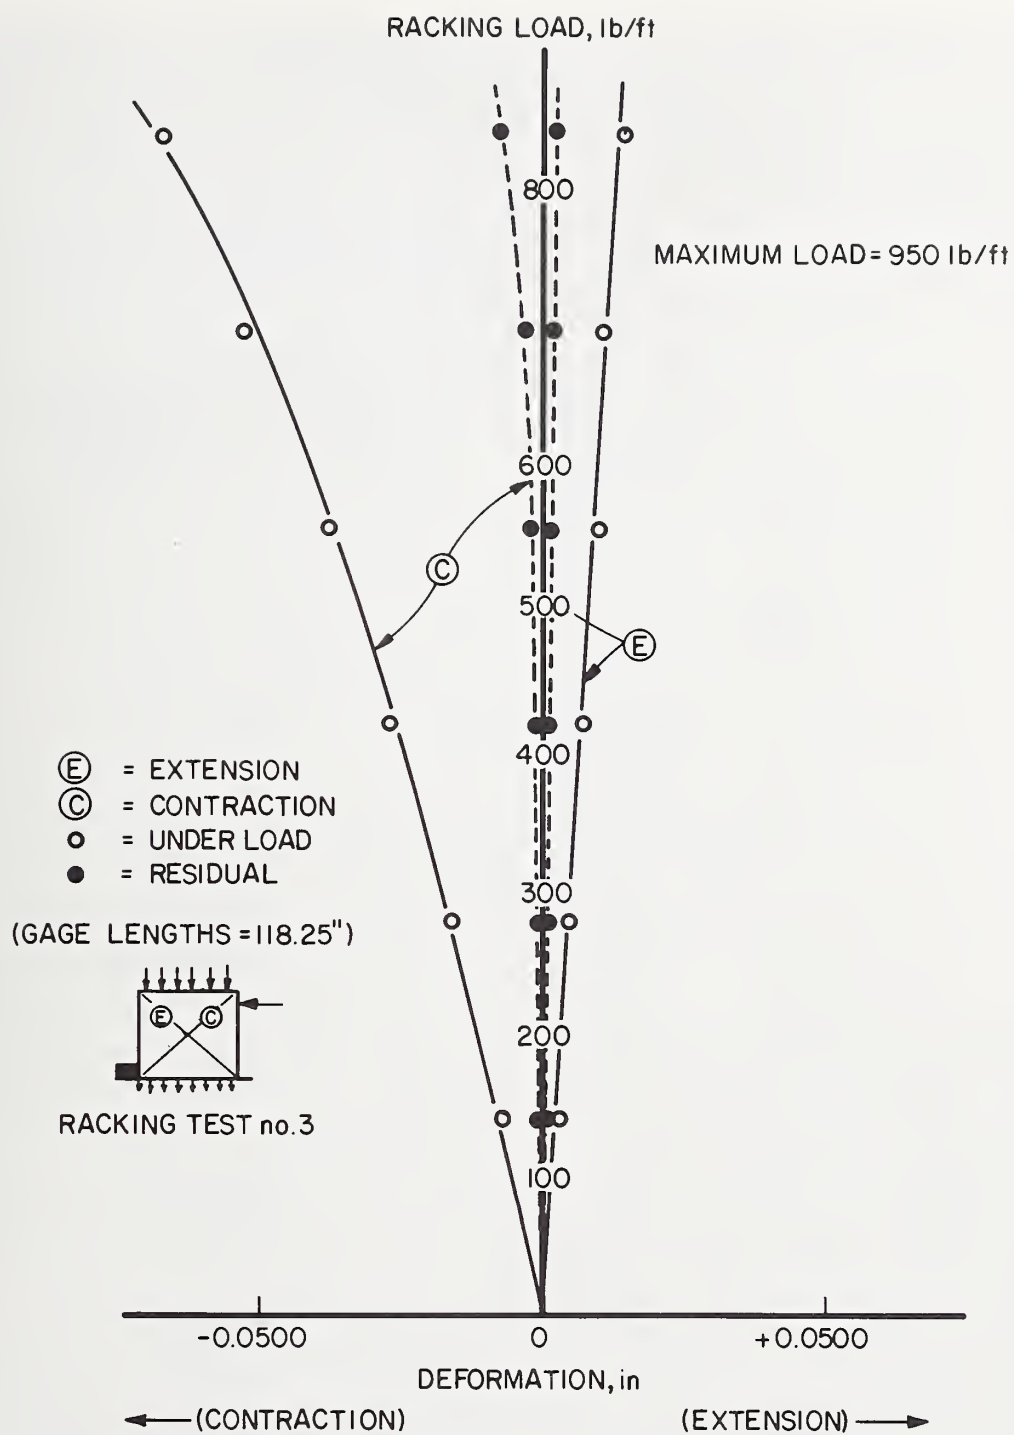 RACKING LOAD, lb/ft
800
MAXIMUM LOAD = 950 lb/ft
600
C
500
E
400
E = EXTENSION
C = CONTRACTION
= UNDER LOAD
= RESIDUAL
300
(GAGE LENGTHS = 118.25")
E C
200
RACKING TEST no. 3
100
-0.0500 0 +0.0500
DEFORMATION, in
(CONTRACTION) (EXTENSION)